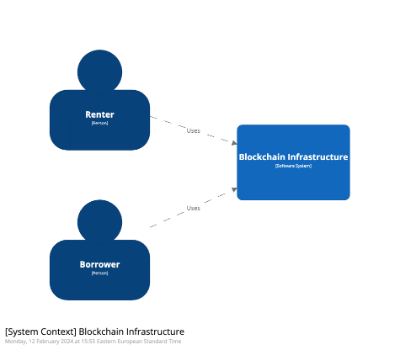 Renter
[Person]
Uses
Blockchain Infrastructure
[Software System]
Uses
Borrower
[Person]
[System Context] Blockchain Infrastructure
Monday, 12 February 2024 at 15:55 Eastern European Standard Time